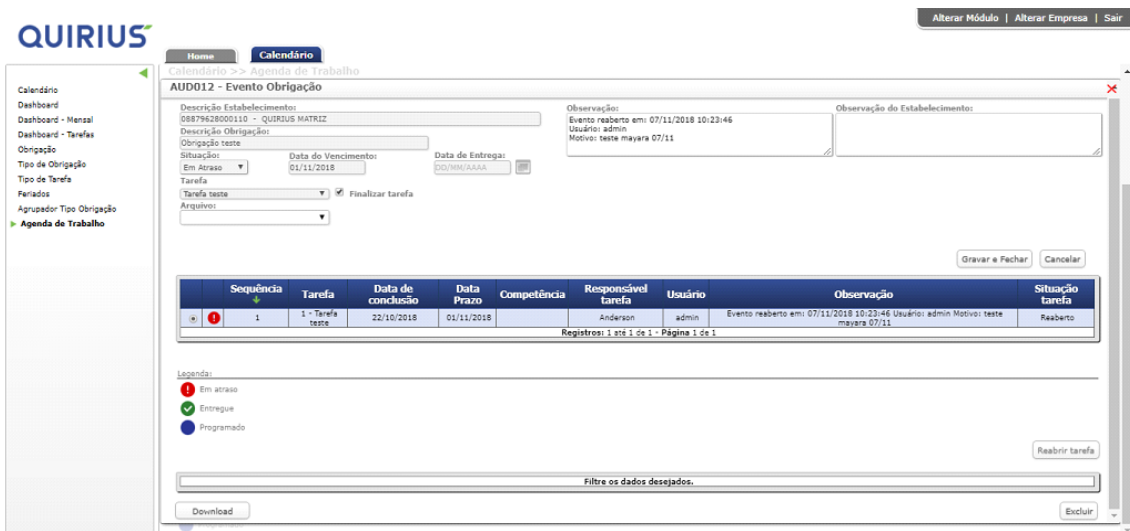 Alterar Módulo | Alterar Empresa | Sair
QUIRIUS
Home
Calendário
Calendário >> Agenda de Trabalho
AUD012 - Evento Obrigação
Calendário
Dashboard
Dashboard - Mensal
Dashboard - Tarefas
Obrigação
Tipo de Obrigação
Tipo de Tarefa
Feriados
Agrupador Tipo Obrigação
Agenda de Trabalho
Descrição Estabelecimento:
08879628000110 - QUIRIUS MATRIZ
Descrição Obrigação:
Obrigação teste
Situação: Data do Vencimento: Data de Entrega:
Em Atraso 01/11/2018 DD/MM/AAAA
Tarefa
Tarefa teste Finalizar tarefa
Arquivo:
Observação:
Evento reaberto em: 07/11/2018 10:23:46
Usuário: admin
Motivo: teste mayara 07/11
Observação do Estabelecimento:
Gravar e Fechar Cancelar
Sequência Tarefa Data de conclusão Data Prazo Competência Responsável tarefa Usuário Observação Situação tarefa
1 1 - Tarefa teste 22/10/2018 01/11/2018 Anderson admin Evento reaberto em: 07/11/2018 10:23:46 Usuário: admin Motivo: teste mayara 07/11 Reaberto
Registros: 1 até 1 de 1 - Página 1 de 1
Legenda:
Em atraso
Entregue
Programado
Reabrir tarefa
Filtre os dados desejados.
Download Excluir
Programado